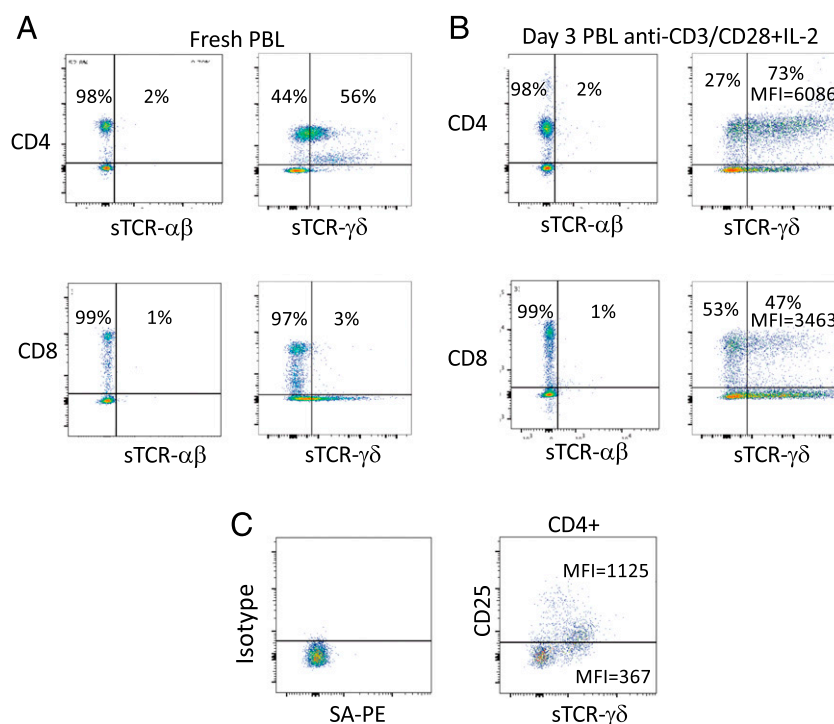 A
Fresh PBL
CD4
98% 2%
sTCR-αβ
44% 56%
sTCR-γδ
CD8
99% 1%
sTCR-αβ
97% 3%
sTCR-γδ
B
Day 3 PBL anti-CD3/CD28+IL-2
CD4
98% 2%
sTCR-αβ
27% 73%
MFI=6086
sTCR-γδ
CD8
99% 1%
sTCR-αβ
53% 47%
MFI=3463
sTCR-γδ
C
Isotype
SA-PE
CD4+
CD25
MFI=1125
MFI=367
sTCR-γδ